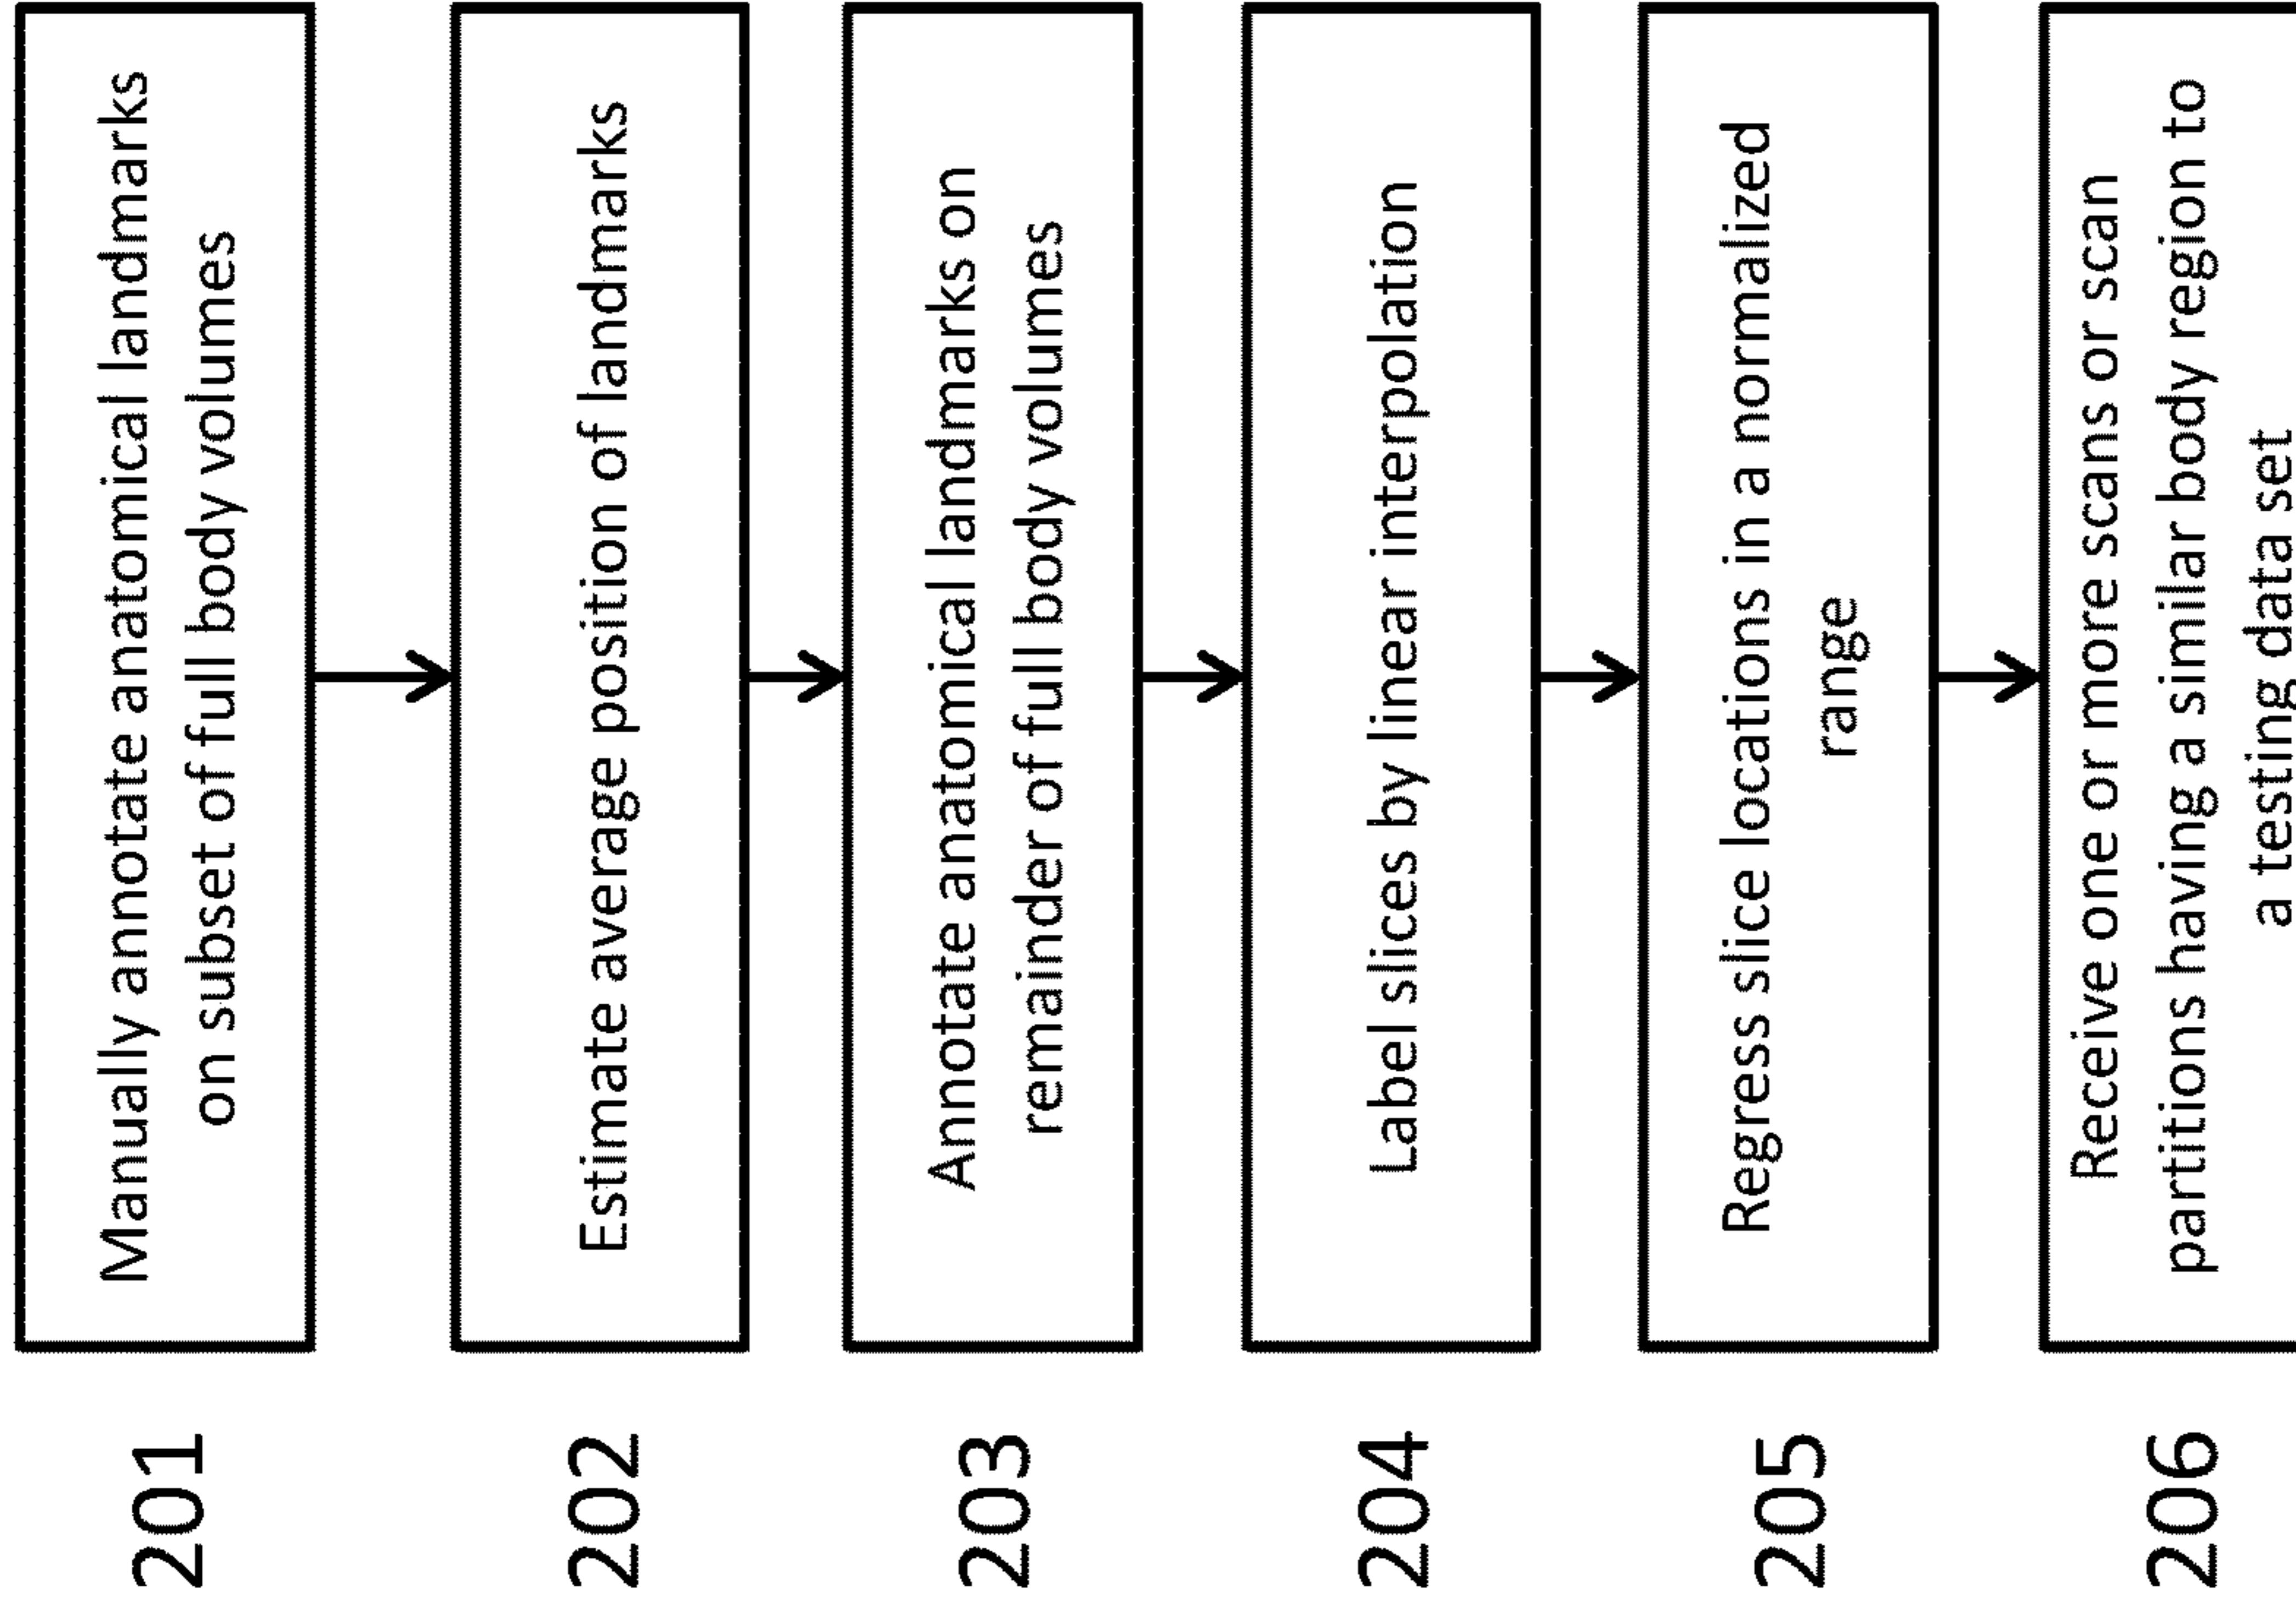 201
Manually annotate anatomical landmarks
on subset of full body volumes
202
Estimate average position of landmarks
203
Annotate anatomical landmarks on
remainder of full body volumes
204
Label slices by linear interpolation
205
Regress slice locations in a normalized
range
206
Receive one or more scans or scan
partitions having a similar body region to
a testing data set